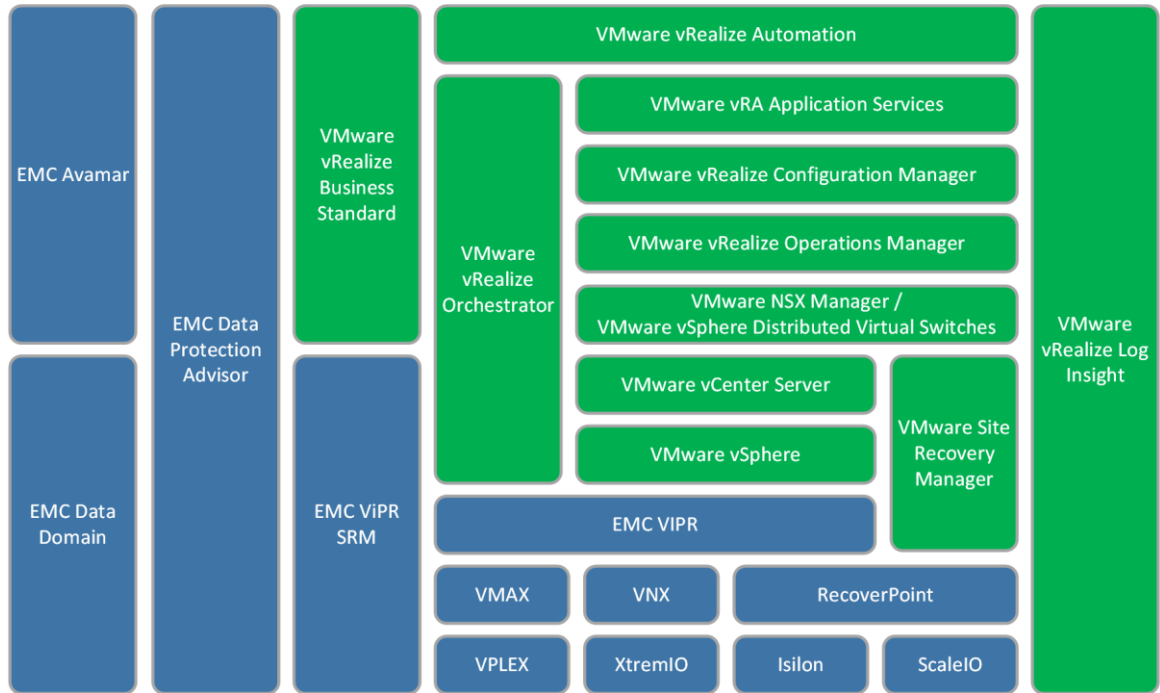 EMC Avamar
EMC Data
Domain
EMC Data
Protection
Advisor
VMware
vRealize
Business
Standard
EMC ViPR
SRM
VMware vRealize Automation
VMware
vRealize
Orchestrator
VMware vRA Application Services
VMware vRealize Configuration Manager
VMware vRealize Operations Manager
VMware NSX Manager /
VMware vSphere Distributed Virtual Switches
VMware vCenter Server
VMware vSphere
VMware Site
Recovery
Manager
EMC VIPR
VMAX
VNX
RecoverPoint
VPLEX
XtremIO
Isilon
ScaleIO
VMware
vRealize Log
Insight